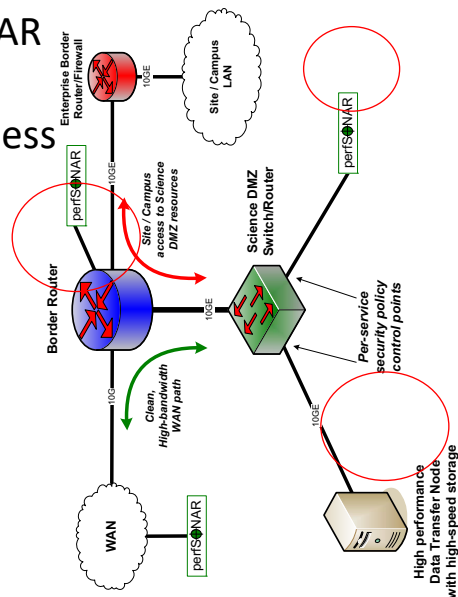 AR
ess
Enterprise Border
Router/Firewall
10GE
Site / Campus
LAN
10GE
perfSONAR
Site / Campus
access to Science
DMZ resources
Border Router
10GE
Clean,
High-bandwidth
WAN path
10G
WAN
perfSONAR
Science DMZ
Switch/Router
perfSONAR
Per-service
security policy
control points
10GE
High performance
Data Transfer Node
with high-speed storage